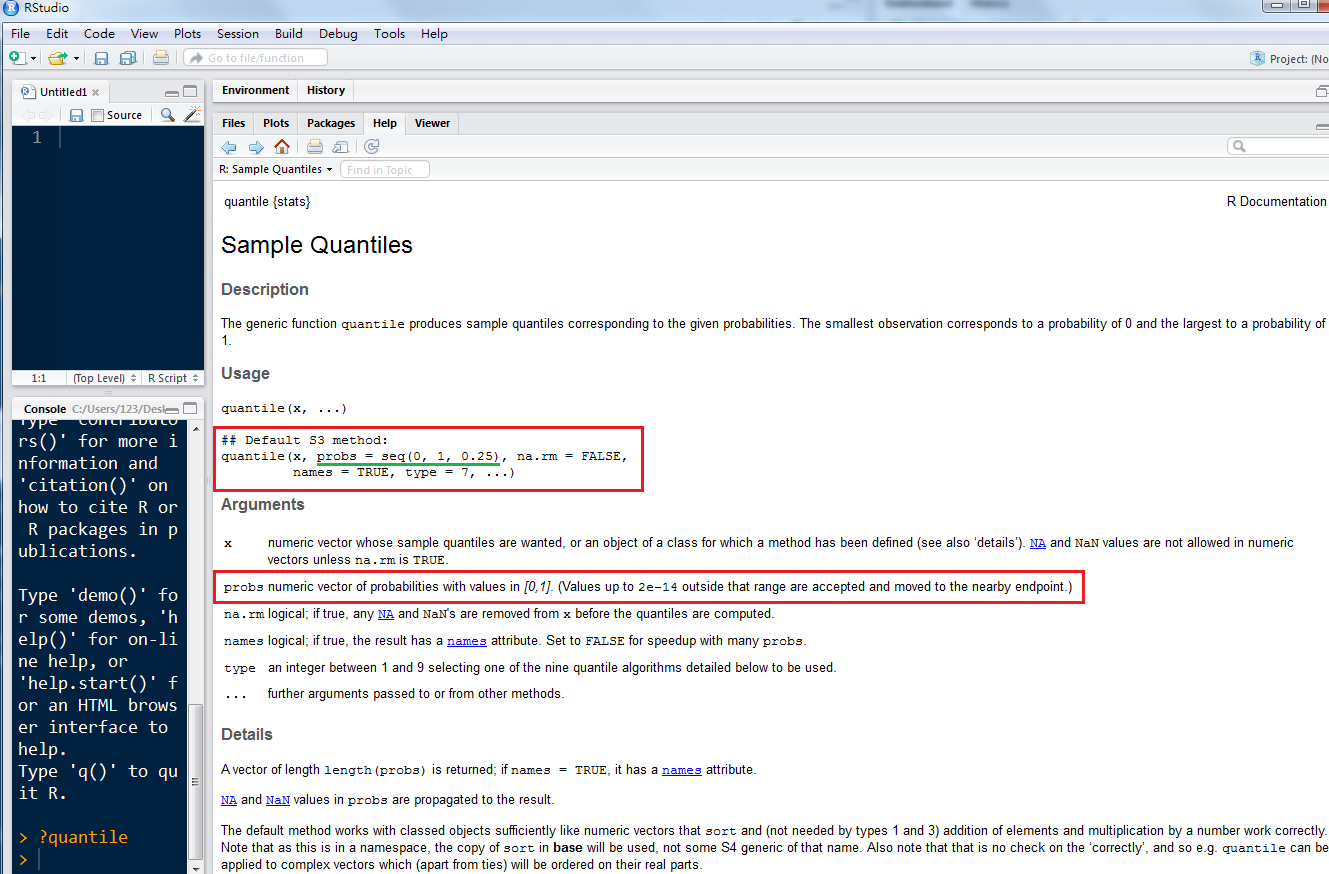 RStudio
File Edit Code View Plots Session Build Debug Tools Help
Go to file/function
Project: (No
Untitled1
Source
1
1:1 (Top Level) R Script
Console C:/Users/123/Desk
Type 'contributo
rs()' for more i
nformation and
'citation()' on
how to cite R or
R packages in p
ublications.
Type 'demo()' fo
r some demos, 'h
elp()' for on-li
ne help, or
'help.start()' f
or an HTML brows
er interface to
help.
Type 'q()' to qu
it R.
> ?quantile
>
Environment History
Files Plots Packages Help Viewer
R: Sample Quantiles Find in Topic
quantile {stats} R Documentation
Sample Quantiles
Description
The generic function quantile produces sample quantiles corresponding to the given probabilities. The smallest observation corresponds to a probability of 0 and the largest to a probability of
1.
Usage
quantile(x, ...)
## Default S3 method:
quantile(x, probs = seq(0, 1, 0.25), na.rm = FALSE,
names = TRUE, type = 7, ...)
Arguments
x numeric vector whose sample quantiles are wanted, or an object of a class for which a method has been defined (see also ‘details’). NA and NaN values are not allowed in numeric
vectors unless na.rm is TRUE.
probs numeric vector of probabilities with values in [0,1]. (Values up to 2e-14 outside that range are accepted and moved to the nearby endpoint.)
na.rm logical; if true, any NA and NaN's are removed from x before the quantiles are computed.
names logical; if true, the result has a names attribute. Set to FALSE for speedup with many probs.
type an integer between 1 and 9 selecting one of the nine quantile algorithms detailed below to be used.
... further arguments passed to or from other methods.
Details
A vector of length length(probs) is returned; if names = TRUE, it has a names attribute.
NA and NaN values in probs are propagated to the result.
The default method works with classed objects sufficiently like numeric vectors that sort and (not needed by types 1 and 3) addition of elements and multiplication by a number work correctly.
Note that as this is in a namespace, the copy of sort in base will be used, not some S4 generic of that name. Also note that that is no check on the ‘correctly’, and so e.g. quantile can be
applied to complex vectors which (apart from ties) will be ordered on their real parts.